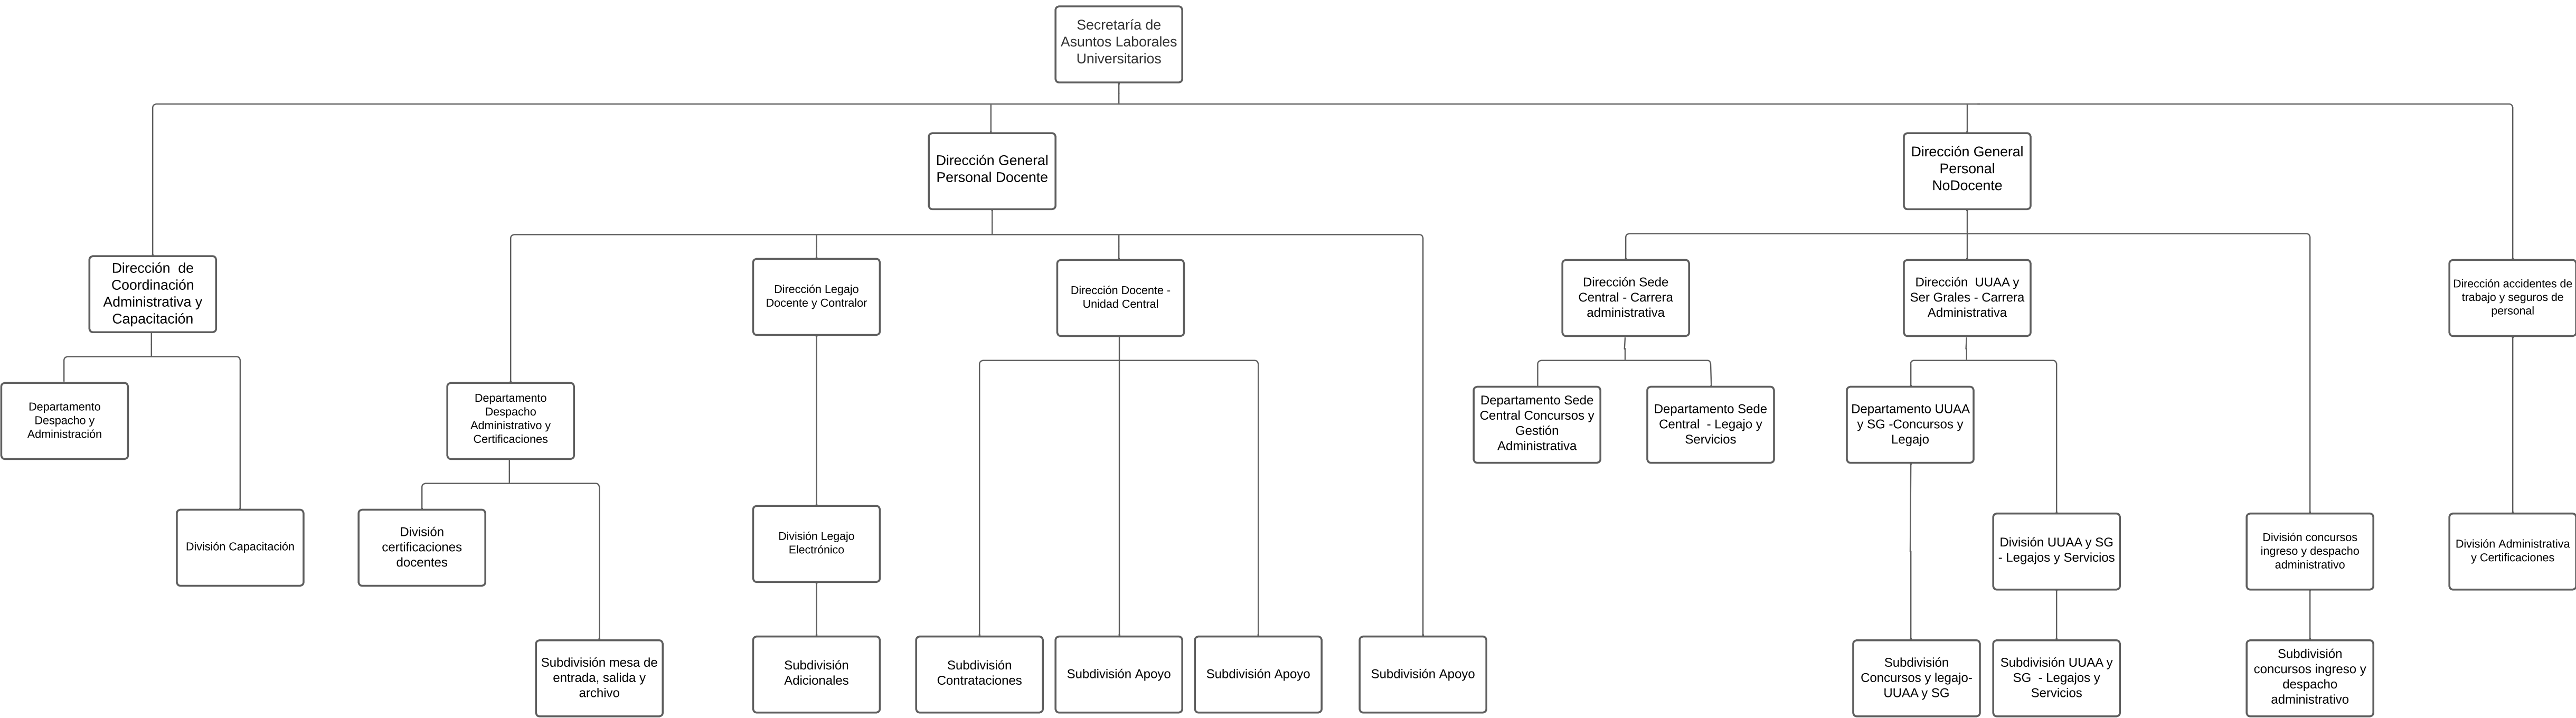 Secretaría de
Asuntos Laborales
Universitarios
Dirección General
Personal Docente
Dirección General
Personal
NoDocente
Dirección  de
Coordinación
Administrativa y
Capacitación
Dirección Legajo
Docente y Contralor
Dirección Docente -
Unidad Central
Dirección Sede
Central - Carrera
administrativa
Dirección  UUAA y
Ser Grales - Carrera
Administrativa
Dirección accidentes de
trabajo y seguros de
personal
Departamento
Despacho y
Administración
Departamento
Despacho
Administrativo y
Certificaciones
Departamento Sede
Central Concursos y
Gestión
Administrativa
Departamento Sede
Central  - Legajo y
Servicios
Departamento UUAA
y SG -Concursos y
Legajo
División Capacitación
División
certificaciones
docentes
División Legajo
Electrónico
División UUAA y SG
- Legajos y Servicios
División concursos
ingreso y despacho
administrativo
División Administrativa
y Certificaciones
Subdivisión mesa de
entrada, salida y
archivo
Subdivisión
Adicionales
Subdivisión
Contrataciones
Subdivisión Apoyo
Subdivisión Apoyo
Subdivisión Apoyo
Subdivisión
Concursos y legajo-
UUAA y SG
Subdivisión UUAA y
SG  - Legajos y
Servicios
Subdivisión
concursos ingreso y
despacho
administrativo